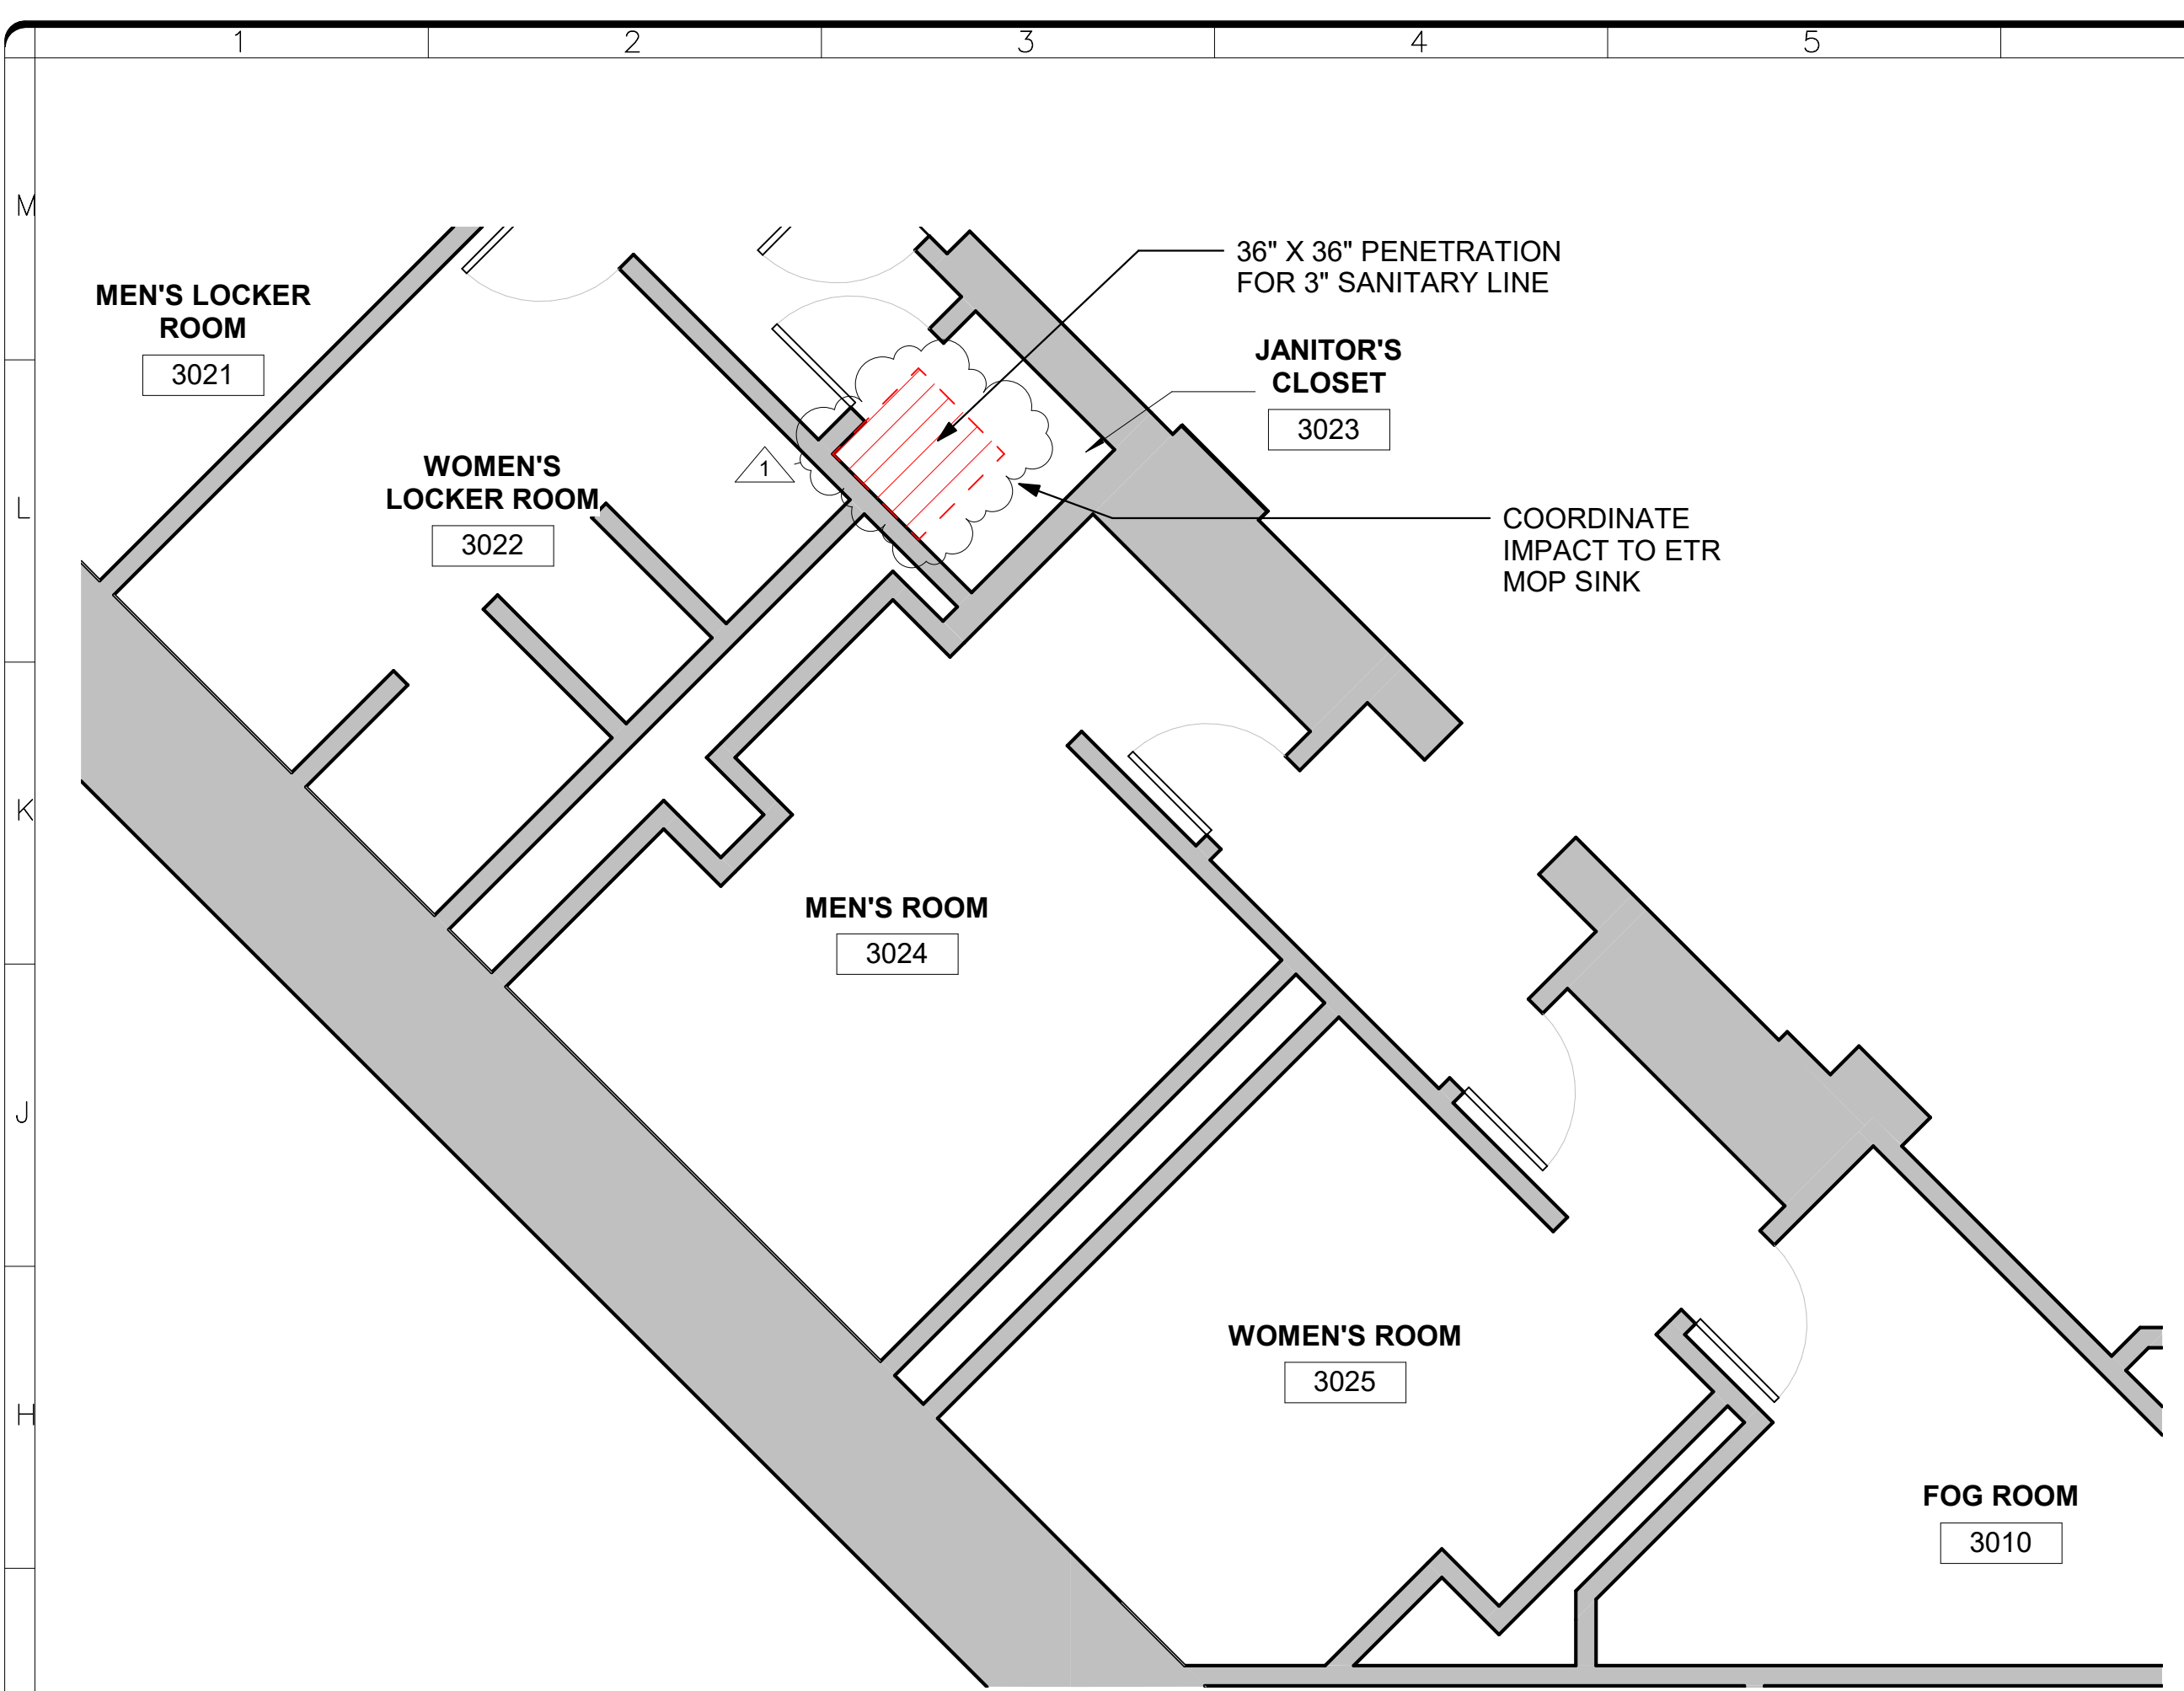 1 2 3 4 5
M
36" X 36" PENETRATION
FOR 3" SANITARY LINE
MEN'S LOCKER
ROOM
3021
JANITOR'S
CLOSET
3023
WOMEN'S
LOCKER ROOM
3022
1
L
COORDINATE
IMPACT TO ETR
MOP SINK
K
MEN'S ROOM
3024
J
WOMEN'S ROOM
3025
H
FOG ROOM
3010